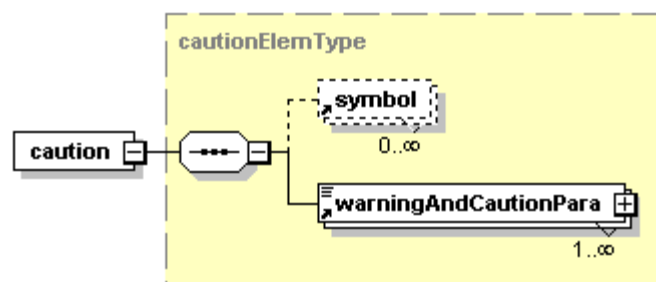 cautionElemType
symbol
0..∞
caution
warningAndCautionPara
1..∞